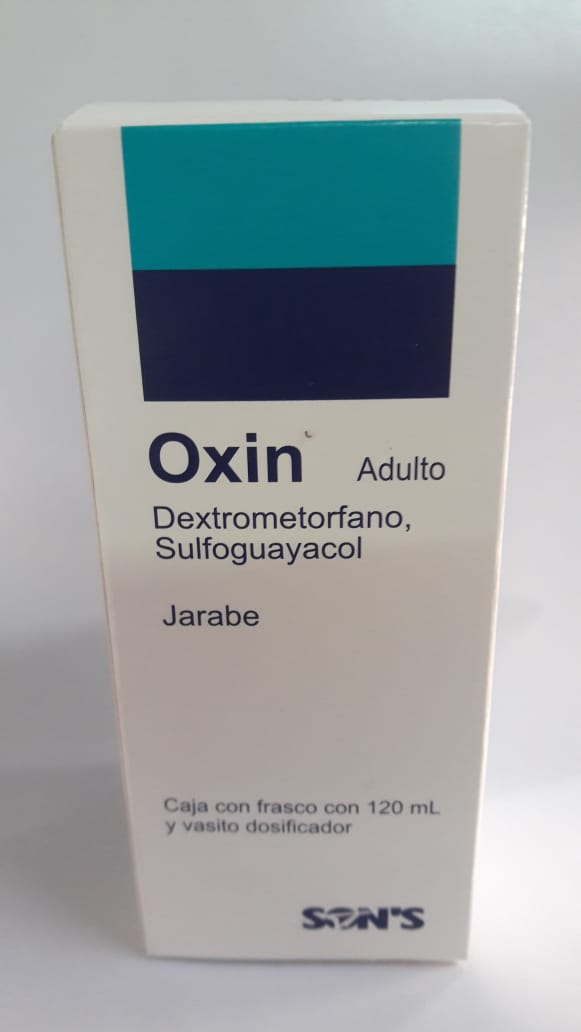 Oxin Adulto
Dextrometorfano,
Sulfoguayacol
Jarabe
Caja con frasco con 120 mL
y vasito dosificador
SON'S